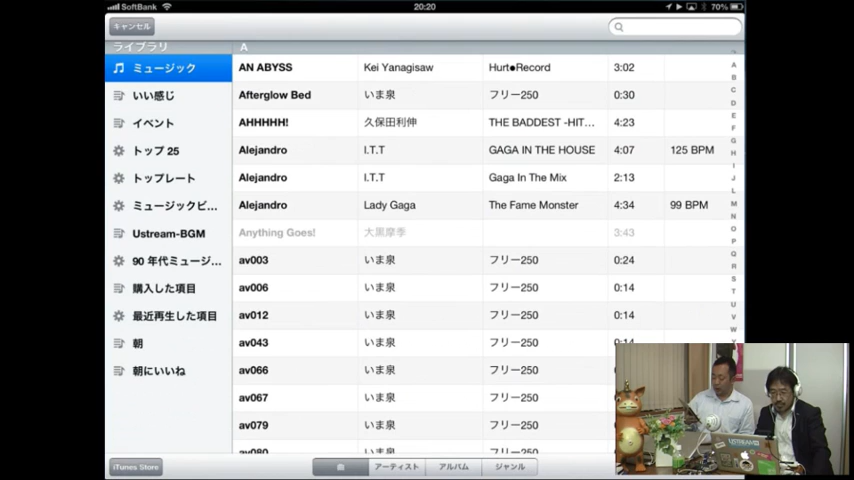 SoftBank 20:20 70%
キャンセル
ライブラリ
ミュージック
いい感じ
イベント
トップ 25
トップレート
ミュージックビ...
Ustream-BGM
90 年代ミュージ...
購入した項目
最近再生した項目
朝
朝にいいね
A
AN ABYSS Kei Yanagisaw Hurt●Record 3:02
Afterglow Bed いま泉 フリー250 0:30
AHHHHH! 久保田利伸 THE BADDEST -HIT... 4:23
Alejandro I.T.T GAGA IN THE HOUSE 4:07 125 BPM
Alejandro I.T.T Gaga In The Mix 2:13
Alejandro Lady Gaga The Fame Monster 4:34 99 BPM
Anything Goes! 大黒摩季 3:43
av003 いま泉 フリー250 0:24
av006 いま泉 フリー250 0:14
av012 いま泉 フリー250 0:14
av043 いま泉 フリー250 0:14
av066 いま泉 フリー250
av067 いま泉 フリー250
av079 いま泉 フリー250
av080 いま泉 フリー250
A
B
C
D
E
F
G
H
I
J
L
M
N
O
P
Q
R
S
T
U
V
W
iTunes Store
曲 アーティスト アルバム ジャンル
USTREAM